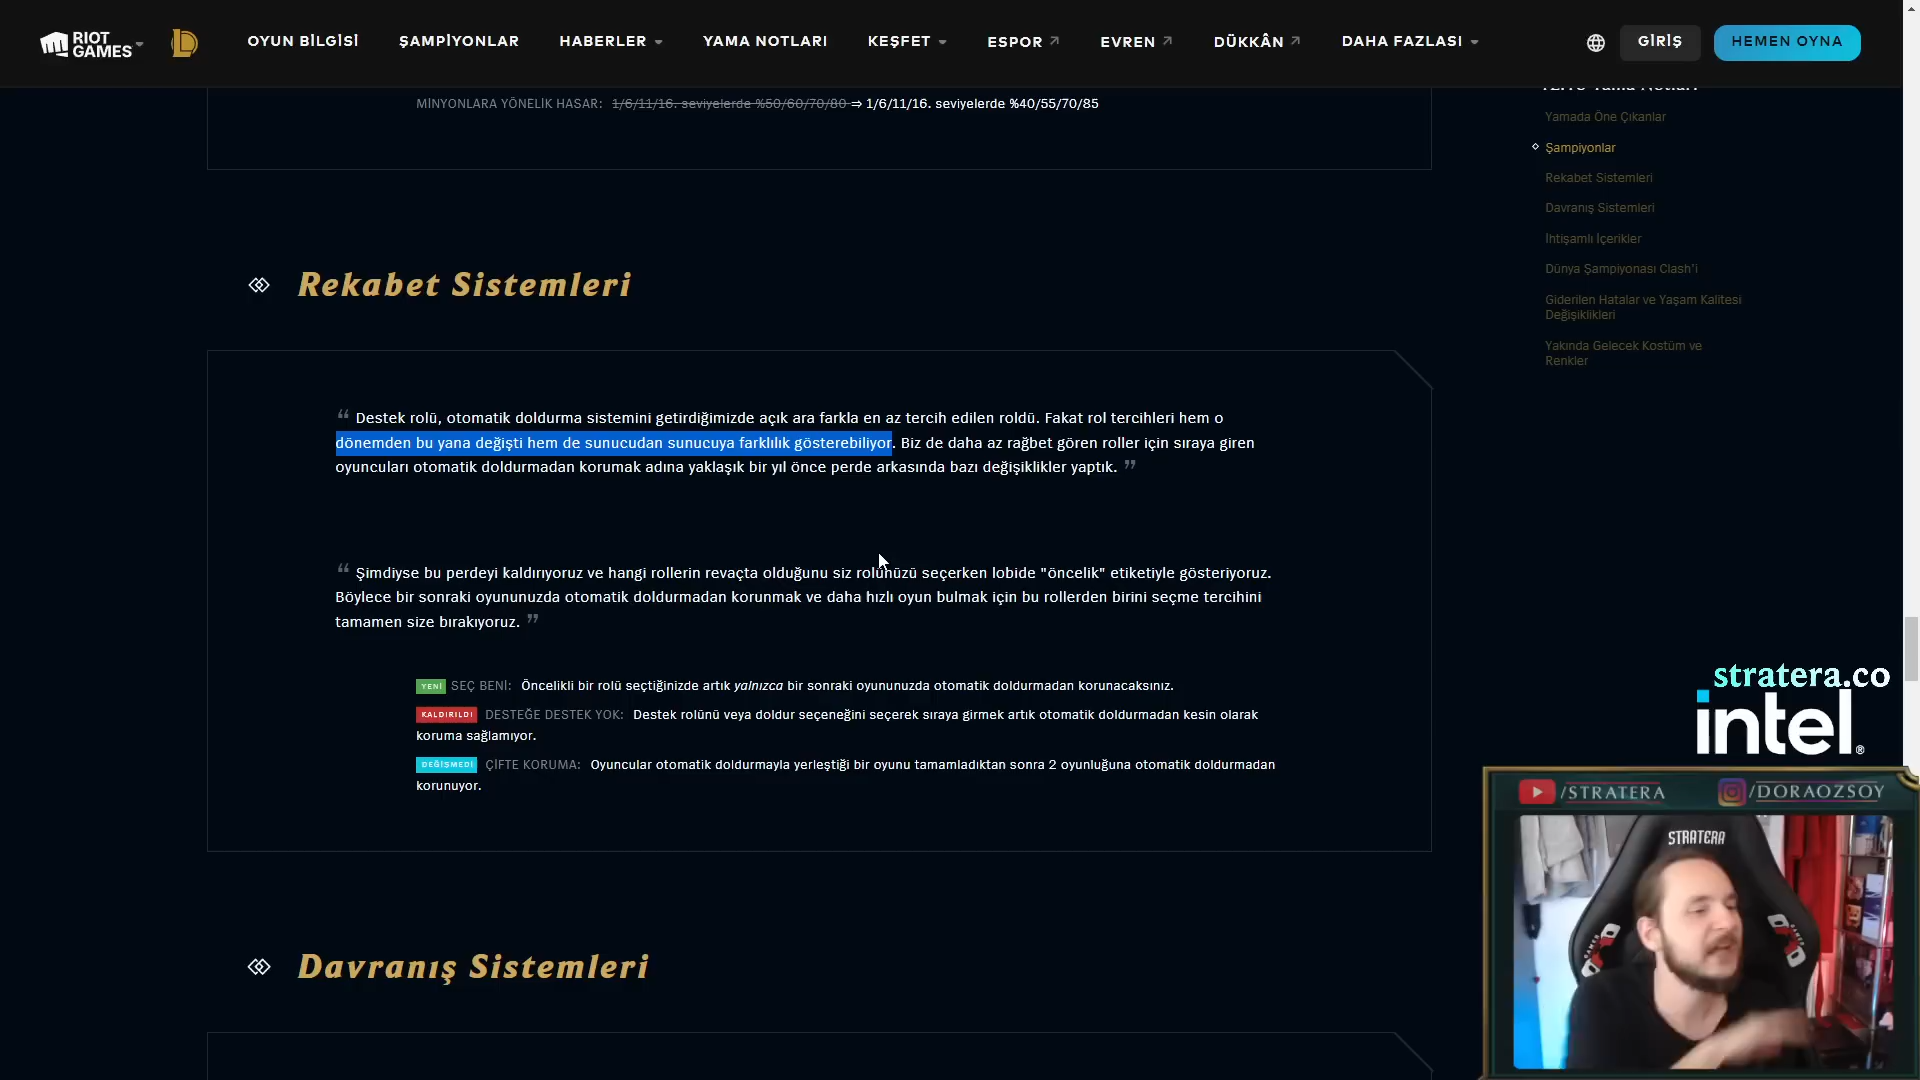 RIOT GAMES
OYUN BİLGİSİ
ŞAMPİYONLAR
HABERLER
YAMA NOTLARI
KEŞFET
ESPOR
EVREN
DÜKKÂN
DAHA FAZLASI
GİRİŞ
HEMEN OYNA
MİNYONLARA YÖNELİK HASAR: 1/6/11/16. seviyelerde %50/60/70/80 ⇒ 1/6/11/16. seviyelerde %40/55/70/85
Yamada Öne Çıkanlar
Şampiyonlar
Rekabet Sistemleri
Davranış Sistemleri
İhtişamlı İçerikler
Dünya Şampiyonası Clash'i
Giderilen Hatalar ve Yaşam Kalitesi
Değişiklikleri
Yakında Gelecek Kostüm ve
Renkler
Rekabet Sistemleri
“ Destek rolü, otomatik doldurma sistemini getirdiğimizde açık ara farkla en az tercih edilen roldü. Fakat rol tercihleri hem o
dönemden bu yana değişti hem de sunucudan sunucuya farklılık gösterebiliyor. Biz de daha az rağbet gören roller için sıraya giren
oyuncuları otomatik doldurmadan korumak adına yaklaşık bir yıl önce perde arkasında bazı değişiklikler yaptık. ”
“ Şimdiyse bu perdeyi kaldırıyoruz ve hangi rollerin revaçta olduğunu siz rolünüzü seçerken lobide "öncelik" etiketiyle gösteriyoruz.
Böylece bir sonraki oyununuzda otomatik doldurmadan korunmak ve daha hızlı oyun bulmak için bu rollerden birini seçme tercihini
tamamen size bırakıyoruz. ”
YENİ SEÇ BENİ: Öncelikli bir rolü seçtiğinizde artık yalnızca bir sonraki oyununuzda otomatik doldurmadan korunacaksınız.
KALDIRILDI DESTEĞE DESTEK YOK: Destek rolünü veya doldur seçeneğini seçerek sıraya girmek artık otomatik doldurmadan kesin olarak
koruma sağlamıyor.
DEĞİŞMEDİ ÇİFTE KORUMA: Oyuncular otomatik doldurmayla yerleştiği bir oyunu tamamladıktan sonra 2 oyunluğuna otomatik doldurmadan
korunuyor.
Davranış Sistemleri
stratera.co
intel
/STRATERA
/DORAOZSOY
STRATERA